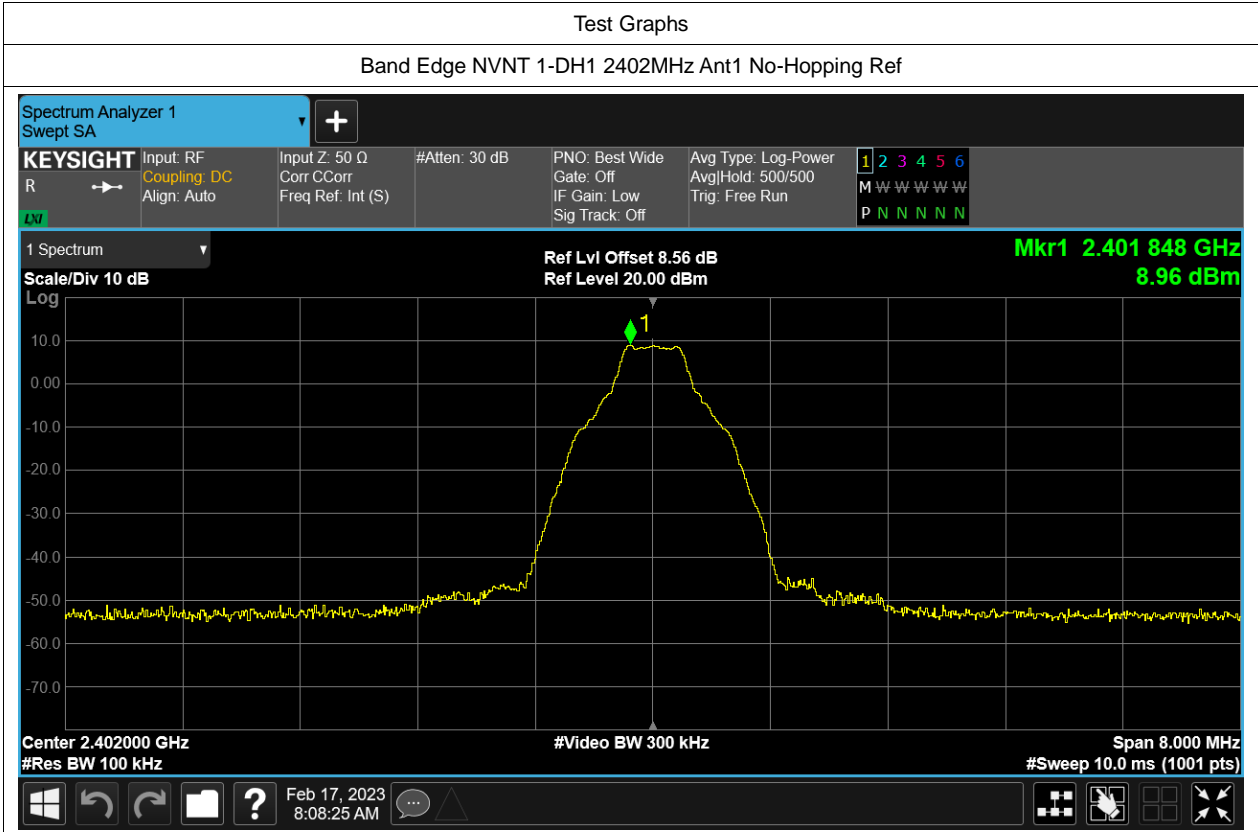 Test Graphs
Band Edge NVNT 1-DH1 2402MHz Ant1 No-Hopping Ref
Spectrum Analyzer 1
Swept SA
KEYSIGHT Input: RF Input Z: 50 Ω #Atten: 30 dB PNO: Best Wide Avg Type: Log-Power 1 2 3 4 5 6
R Coupling: DC Corr CCorr Gate: Off Avg|Hold: 500/500 M W W W W W
Align: Auto Freq Ref: Int (S) IF Gain: Low Trig: Free Run
LXI Sig Track: Off P N N N N N
1 Spectrum Ref Lvl Offset 8.56 dB Mkr1 2.401 848 GHz
Scale/Div 10 dB Ref Level 20.00 dBm 8.96 dBm
Log
1
10.0
0.00
-10.0
-20.0
-30.0
-40.0
-50.0
-60.0
-70.0
Center 2.402000 GHz #Video BW 300 kHz Span 8.000 MHz
#Res BW 100 kHz #Sweep 10.0 ms (1001 pts)
? Feb 17, 2023
8:08:25 AM